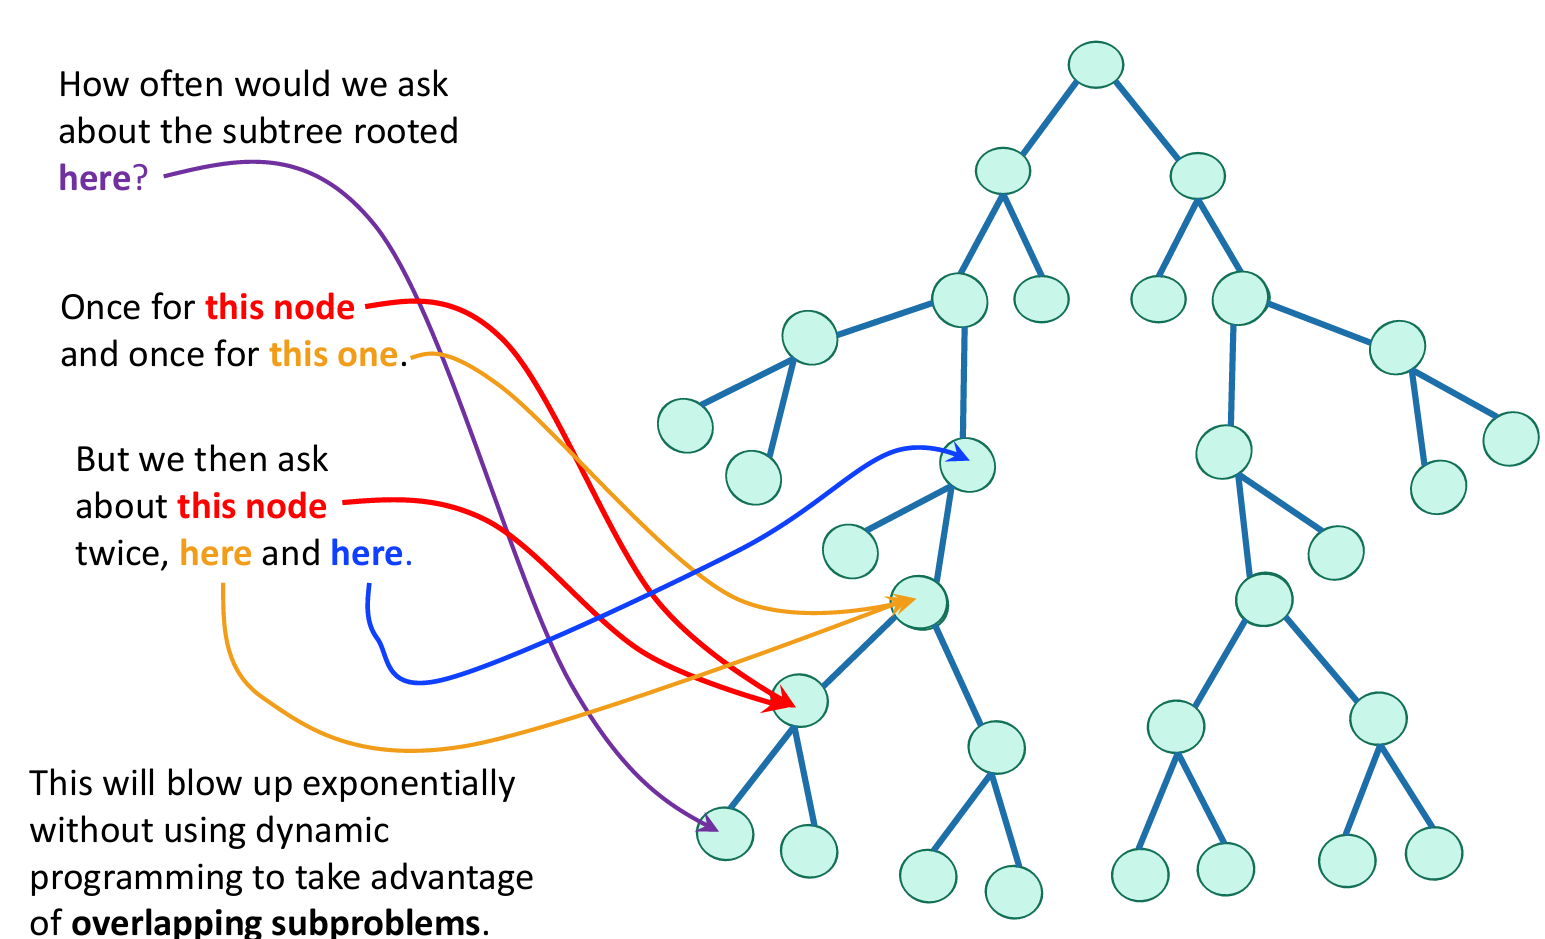 How often would we ask
about the subtree rooted
here?
Once for this node
and once for this one.
But we then ask
about this node
twice, here and here.
This will blow up exponentially
without using dynamic
programming to take advantage
of overlapping subproblems.